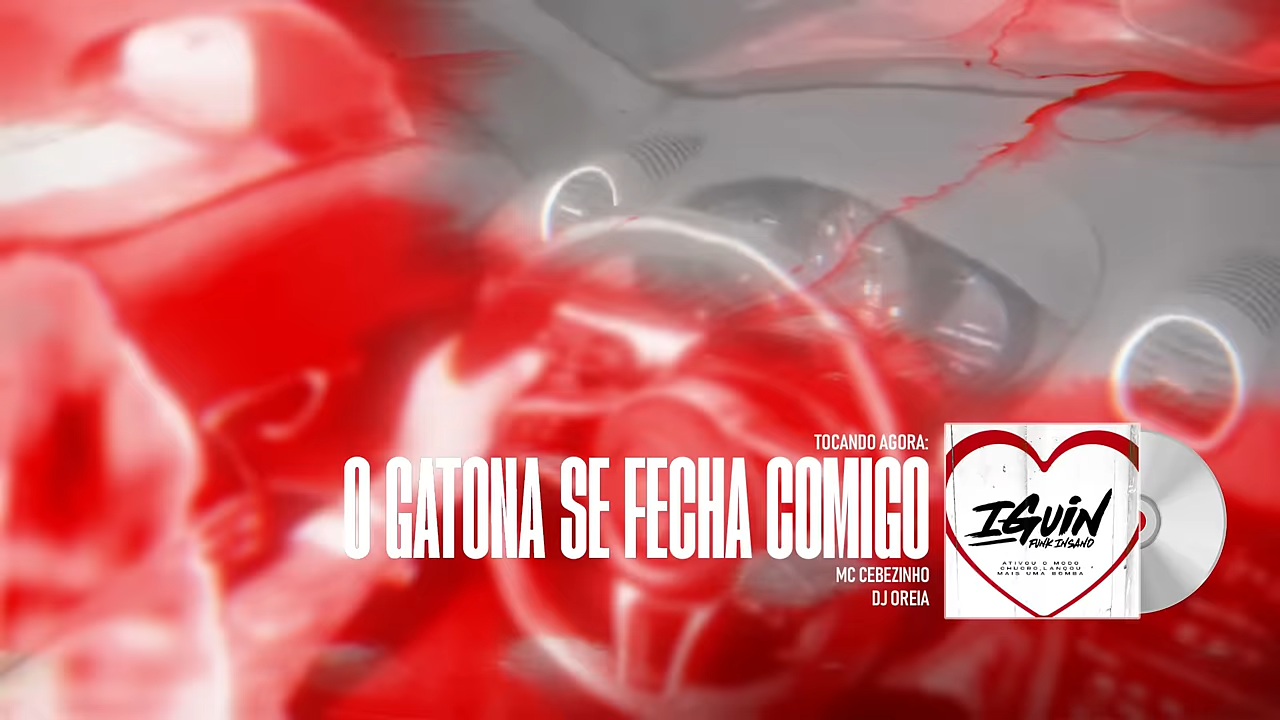 TOCANDO AGORA:
O GATONA SE FECHA COMIGO
MC CEBEZINHO
DJ OREIA
IGUIN
FUNK INSANO
ATIVOU O MODO
CHUCRO, LANÇOU
MAIS UMA BOMBA